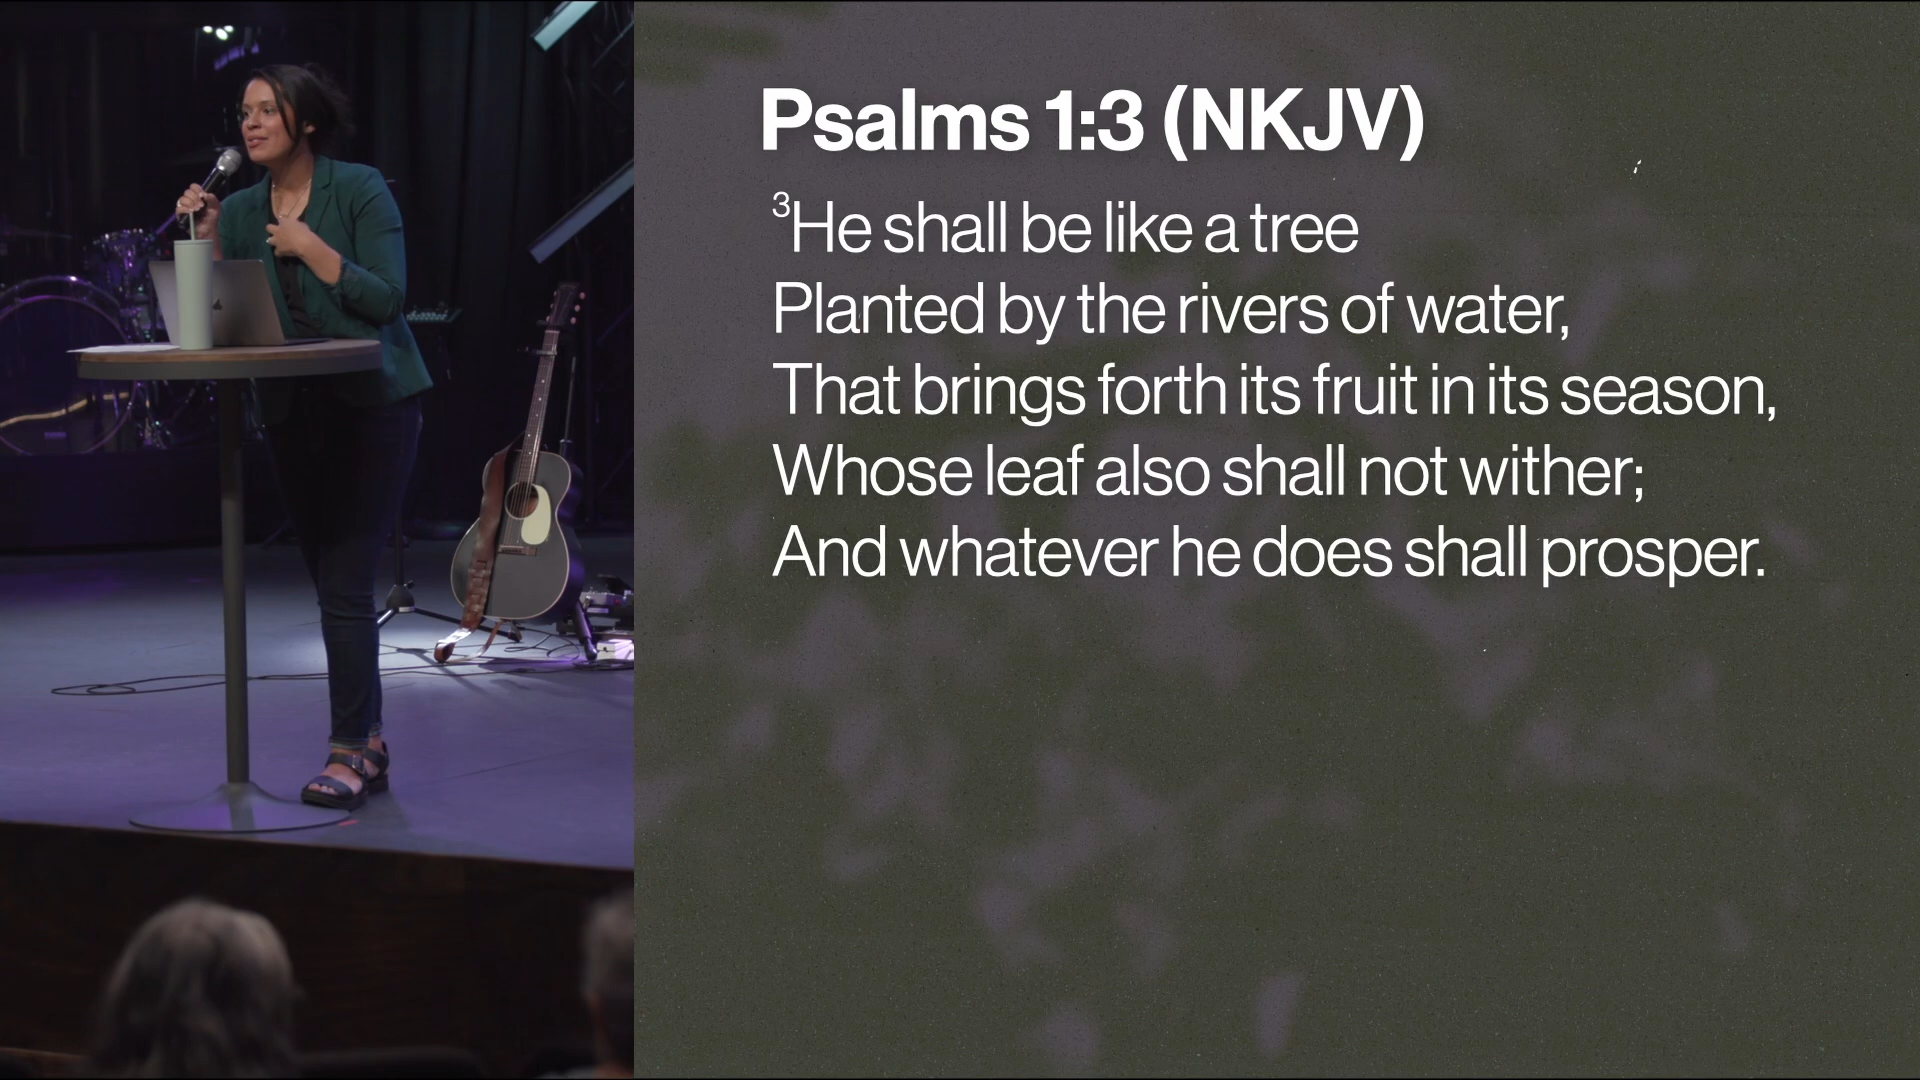 Psalms 1:3 (NKJV)
³He shall be like a tree
Planted by the rivers of water,
That brings forth its fruit in its season,
Whose leaf also shall not wither;
And whatever he does shall prosper.